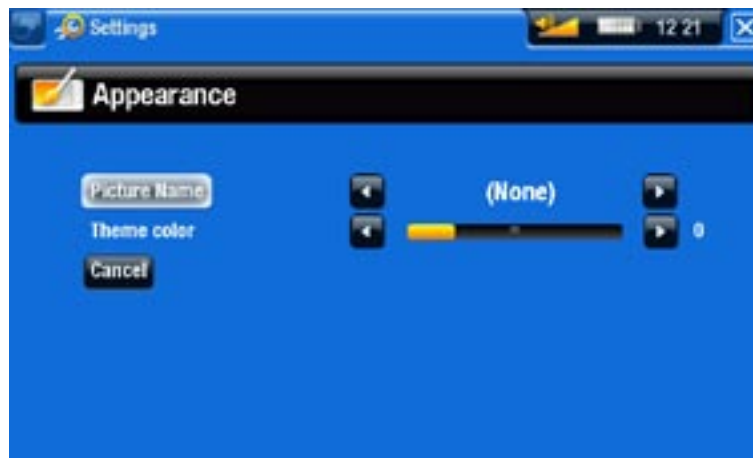 Settings
12 21
Appearance
Picture Name
(None)
Theme color
0
Cancel